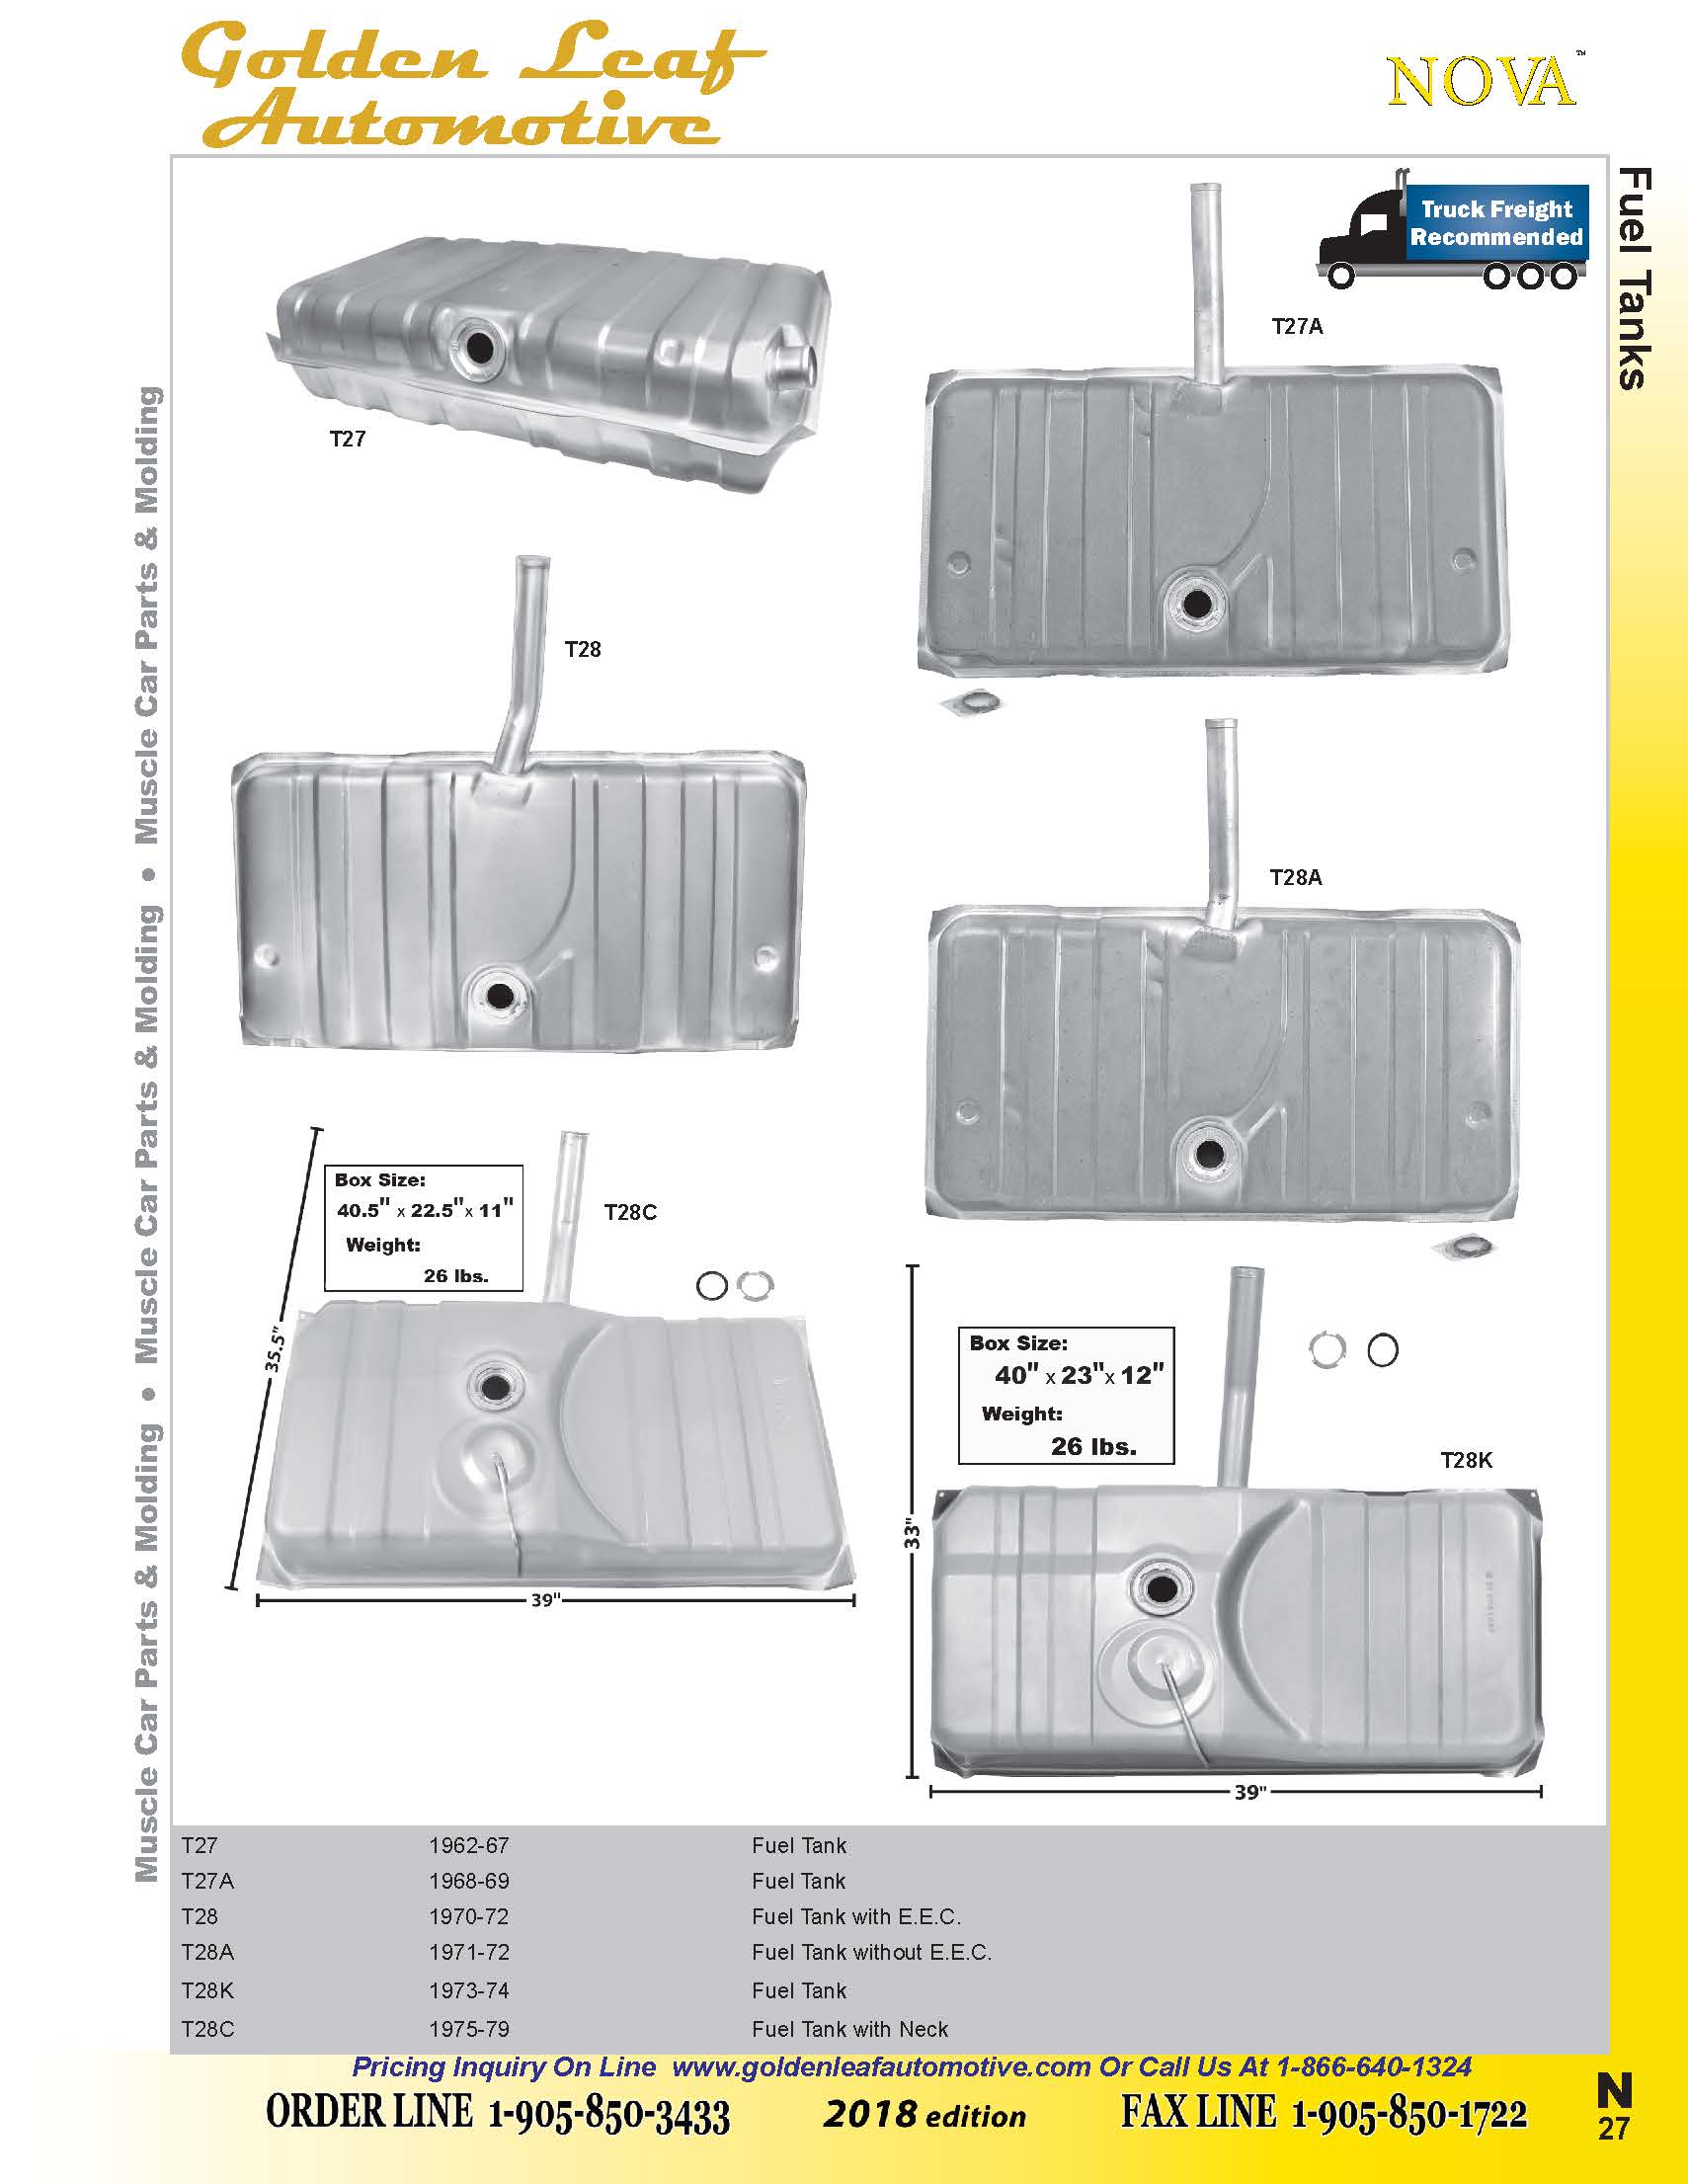 Golden Leaf
Automotive
NOVA™
Fuel Tanks
Truck Freight
Recommended
T27A
T27
T28
T28A
Box Size:
40.5" x 22.5"x 11"
Weight:
26 lbs.
T28C
35.5"
39"
Box Size:
40" x 23"x 12"
Weight:
26 lbs.
T28K
33"
39"
Muscle Car Parts & Molding • Muscle Car Parts & Molding • Muscle Car Parts & Molding
T27 1962-67 Fuel Tank
T27A 1968-69 Fuel Tank
T28 1970-72 Fuel Tank with E.E.C.
T28A 1971-72 Fuel Tank without E.E.C.
T28K 1973-74 Fuel Tank
T28C 1975-79 Fuel Tank with Neck
Pricing Inquiry On Line www.goldenleafautomotive.com Or Call Us At 1-866-640-1324
ORDER LINE 1-905-850-3433 2018 edition FAX LINE 1-905-850-1722
N
27